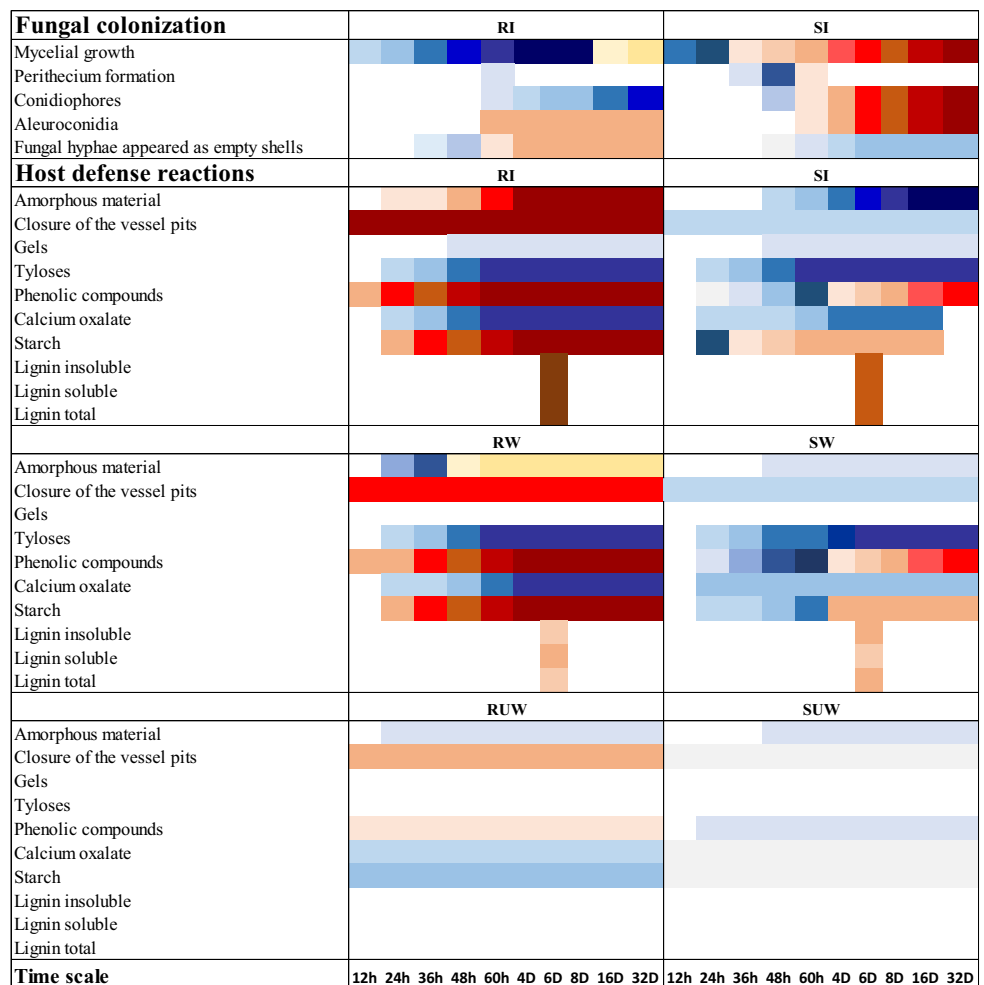 Fungal colonization RI SI
Mycelial growth
Perithecium formation
Conidiophores
Aleuroconidia
Fungal hyphae appeared as empty shells
Host defense reactions RI SI
Amorphous material
Closure of the vessel pits
Gels
Tyloses
Phenolic compounds
Calcium oxalate
Starch
Lignin insoluble
Lignin soluble
Lignin total
RW SW
Amorphous material
Closure of the vessel pits
Gels
Tyloses
Phenolic compounds
Calcium oxalate
Starch
Lignin insoluble
Lignin soluble
Lignin total
RUW SUW
Amorphous material
Closure of the vessel pits
Gels
Tyloses
Phenolic compounds
Calcium oxalate
Starch
Lignin insoluble
Lignin soluble
Lignin total
Time scale 12h 24h 36h 48h 60h 4D 6D 8D 16D 32D 12h 24h 36h 48h 60h 4D 6D 8D 16D 32D